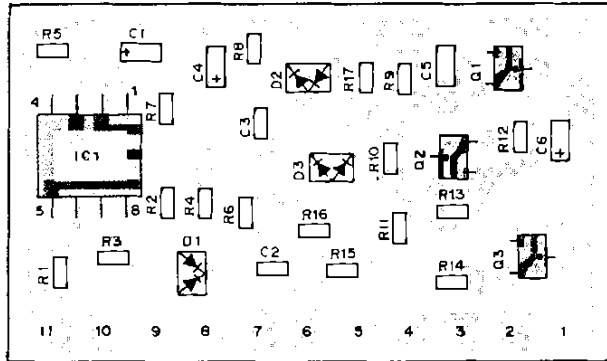 R5 C1 R8 C4 D2 R17 R9 C5 Q1
4 1 R7 C3 R12 C6
IC1 D3 R10 Q2
5 8 R2 R4 R6 R16 R11 R13
R1 R3 D1 C2 R15 R14 Q3
11 10 9 8 7 6 5 4 3 2 1